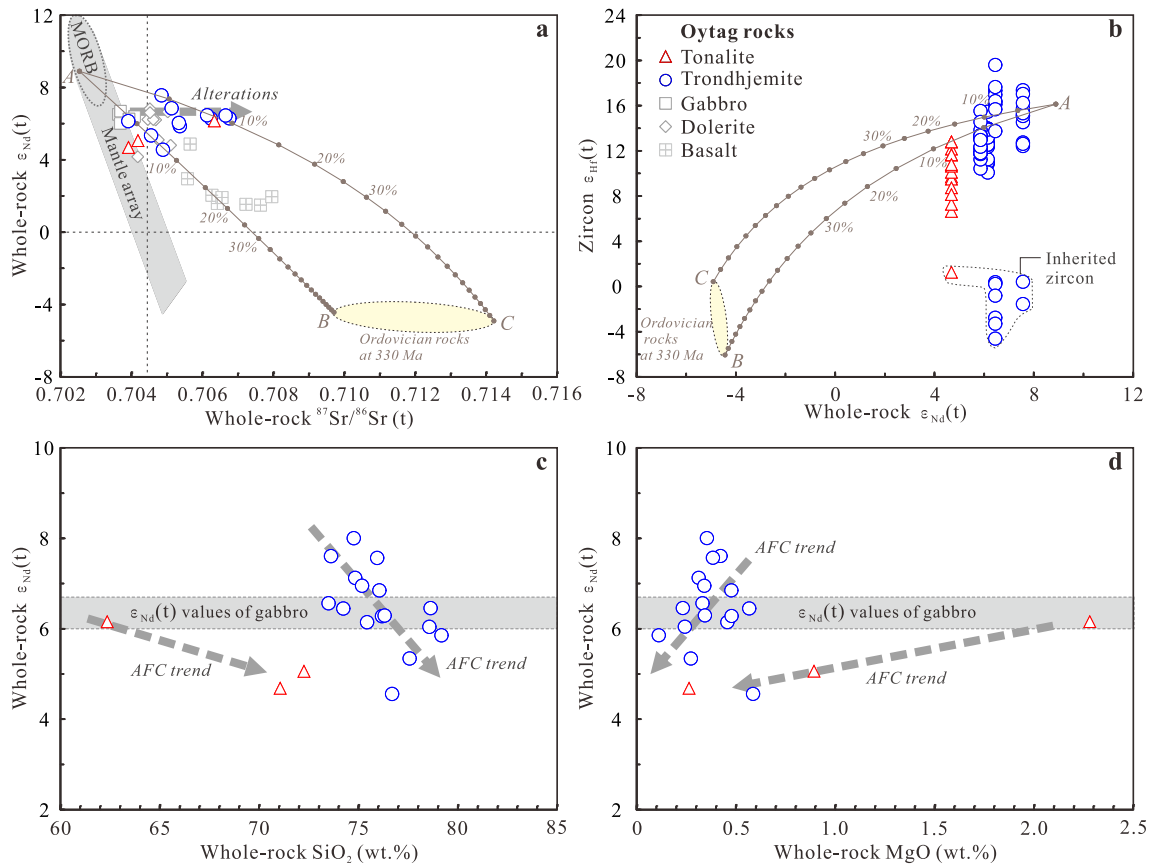 a
MORB
A
Alterations
10%
20%
30%
10%
20%
30%
Mantle array
B
C
Ordovician rocks
at 330 Ma
12
8
4
0
-4
-8
0.702
0.704
0.706
0.708
0.710
0.712
0.714
0.716
Whole-rock εNd(t)
Whole-rock ⁸⁷Sr/⁸⁶Sr (t)
b
Oytag rocks
Tonalite
Trondhjemite
Gabbro
Dolerite
Basalt
A
10%
20%
30%
10%
20%
30%
C
B
Ordovician
rocks
at 330 Ma
Inherited
zircon
24
20
16
12
8
4
0
-4
-8
-8
-4
0
4
8
12
Zircon εHf(t)
Whole-rock εNd(t)
c
εNd(t) values of gabbro
AFC trend
AFC trend
10
8
6
4
2
60
65
70
75
80
85
Whole-rock εNd(t)
Whole-rock SiO₂ (wt.%)
d
AFC trend
εNd(t) values of gabbro
AFC trend
10
8
6
4
2
0
0.5
1.0
1.5
2.0
2.5
Whole-rock εNd(t)
Whole-rock MgO (wt.%)